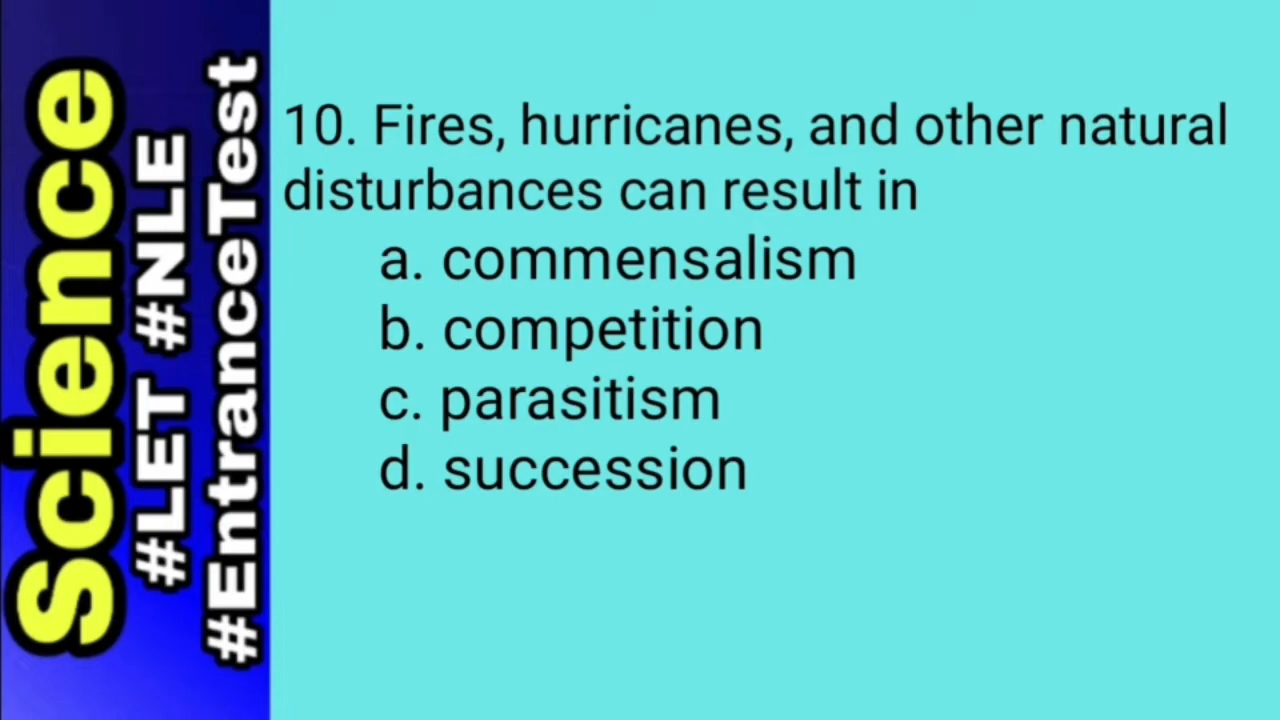 Science
#LET #NLE
#EntranceTest
10. Fires, hurricanes, and other natural
disturbances can result in
a. commensalism
b. competition
c. parasitism
d. succession